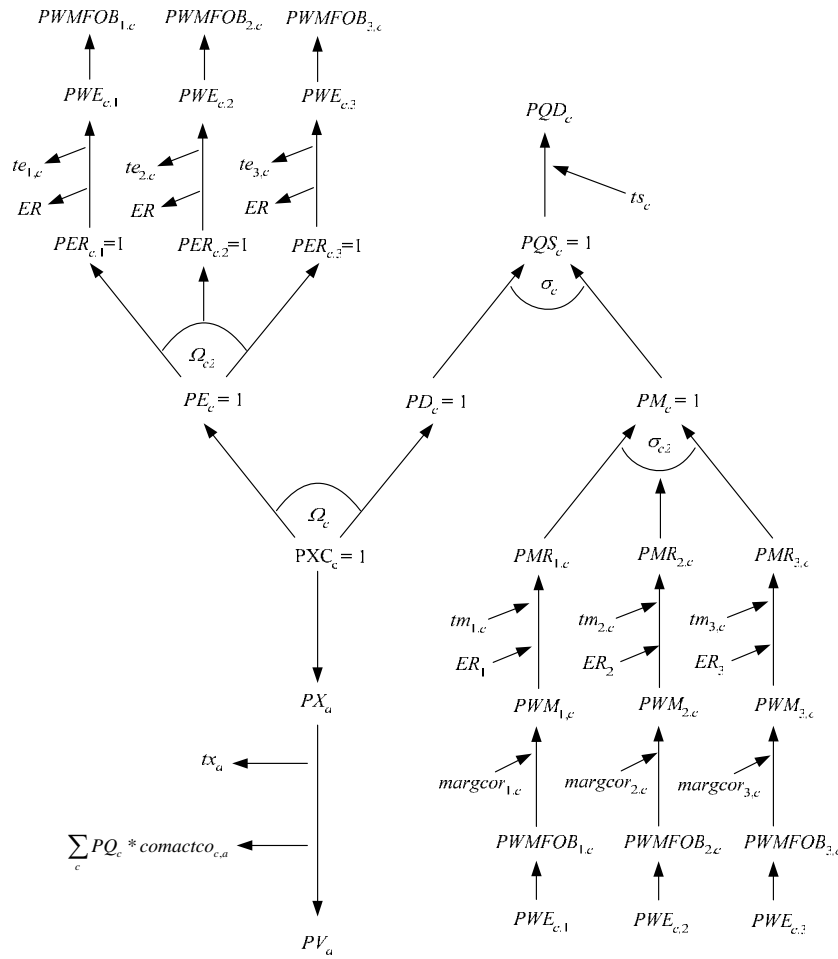 PWMFOB1,c PWMFOB2,c PWMFOB3,c
PWEc,1 PWEc,2 PWEc,3
PQDc
te1,c te2,c te3,c
tsc
ER ER ER
PERc,1=1 PERc,2=1 PERc,3=1 PQSc = 1
σc
Ωc2
PEc = 1 PDc = 1 PMc = 1
σc2
Ωc
PXCc = 1 PMR1,c PMR2,c PMR3,c
tm1,c tm2,c tm3,c
ER1 ER2 ER3
PXa PWM1,c PWM2,c PWM3,c
txa
margcor1,c margcor2,c margcor3,c
∑c PQc * comactcoc,a PWMFOB1,c PWMFOB2,c PWMFOB3,c
PVa PWEc,1 PWEc,2 PWEc,3